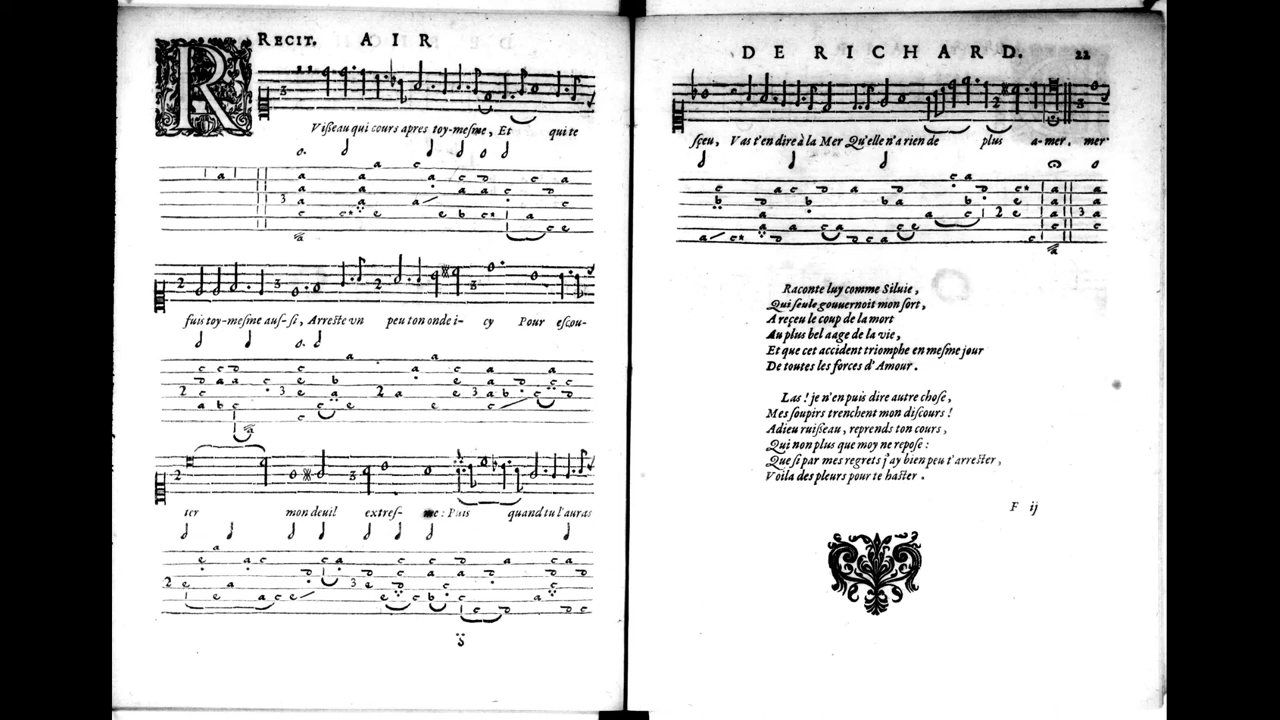 RECIT. AIR
R Vißeau qui cours apres toy-mesme, Et qui te
fuis toy-mesme aus-si, Arreste vn peu ton onde i- cy Pour escou-
ter mon deuil extres- me : Puis quand tu l'auras
DE RICHARD. 22
sçeu, Vas t'en dire à la Mer Qu'elle n'a rien de plus a-mer. mer
Raconte luy comme Siluie,
Qui seule gouuernoit mon sort,
A reçeu le coup de la mort
Au plus bel aage de la vie,
Et que cet accident triomphe en mesme jour
De toutes les forces d'Amour.
Las ! je n'en puis dire autre chose,
Mes soupirs trenchent mon discours !
Adieu ruißeau, reprends ton cours,
Qui non plus que moy ne repose :
Que si par mes regrets j'ay bien peu t'arrester,
Voila des pleurs pour te haster.
F ij